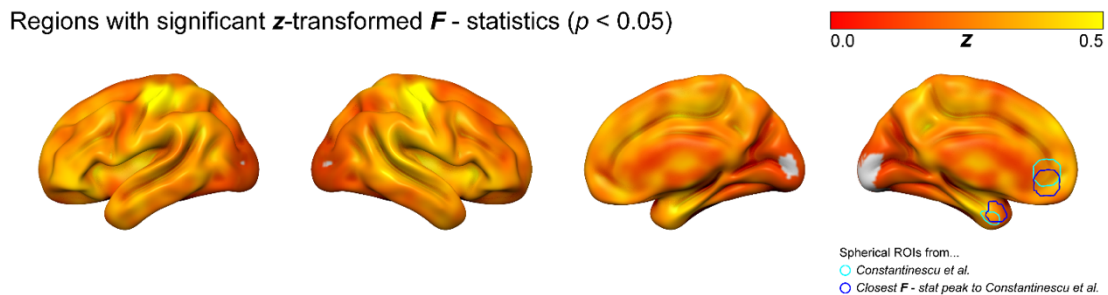 Regions with significant z-transformed F - statistics (p < 0.05)
0.0 z 0.5
Spherical ROIs from...
Constantinescu et al.
Closest F - stat peak to Constantinescu et al.